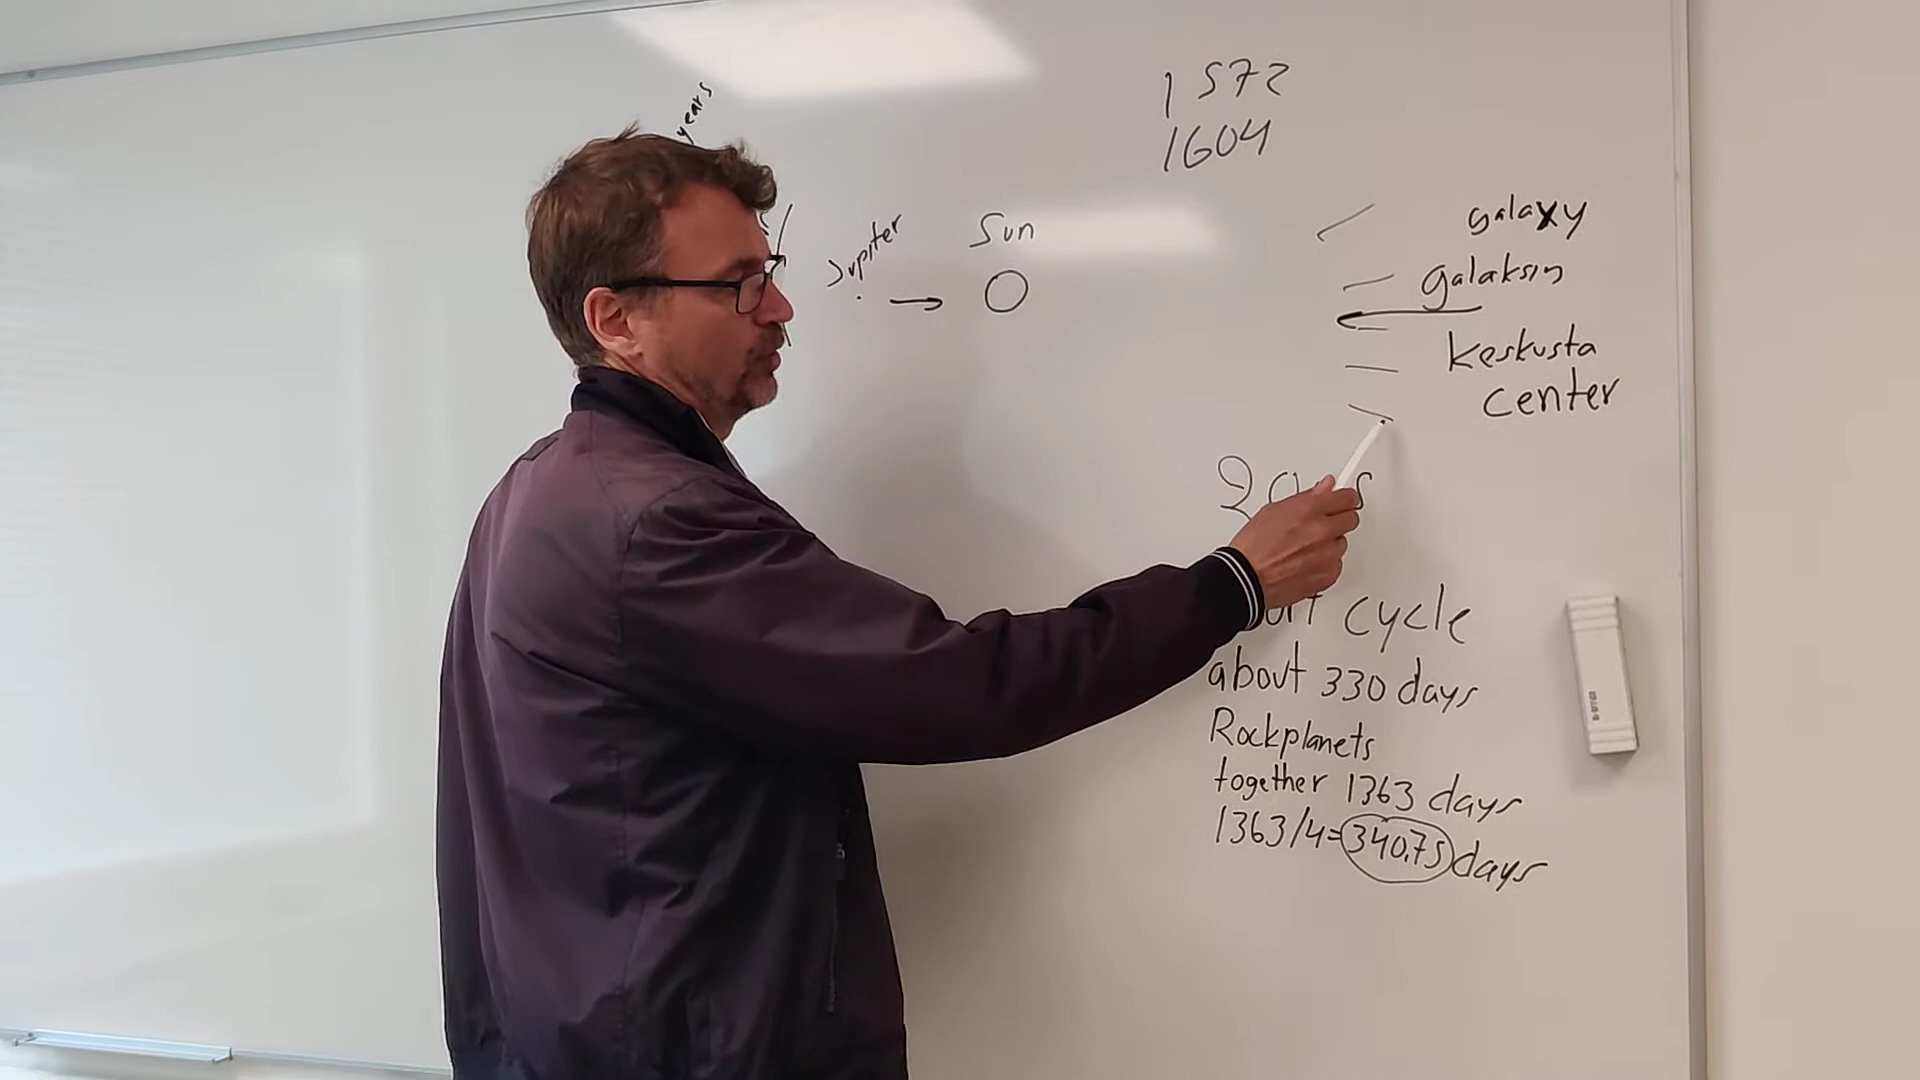 years
1572
1604
Jupiter
Sun
galaxy
galaksin
keskusta
center
cycle
about 330 days
Rockplanets
together 1363 days
1363/4=340,75 days